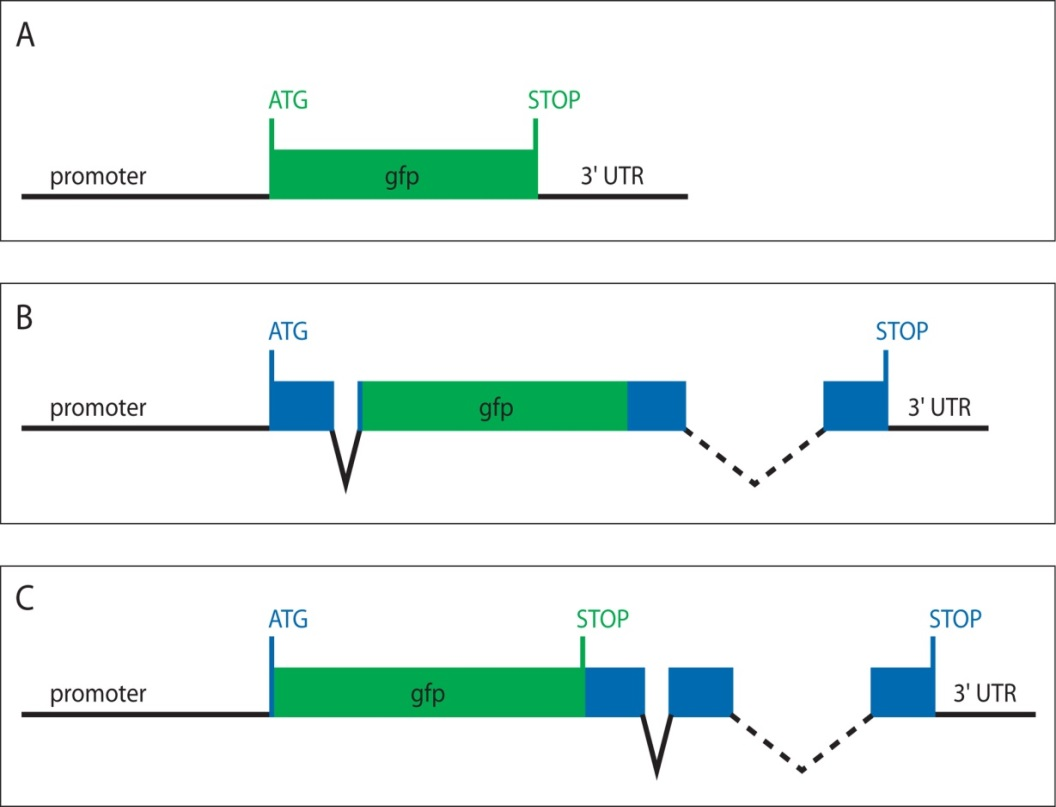 A
ATG STOP
promoter gfp 3' UTR
B
ATG STOP
promoter gfp 3' UTR
C
ATG STOP STOP
promoter gfp 3' UTR